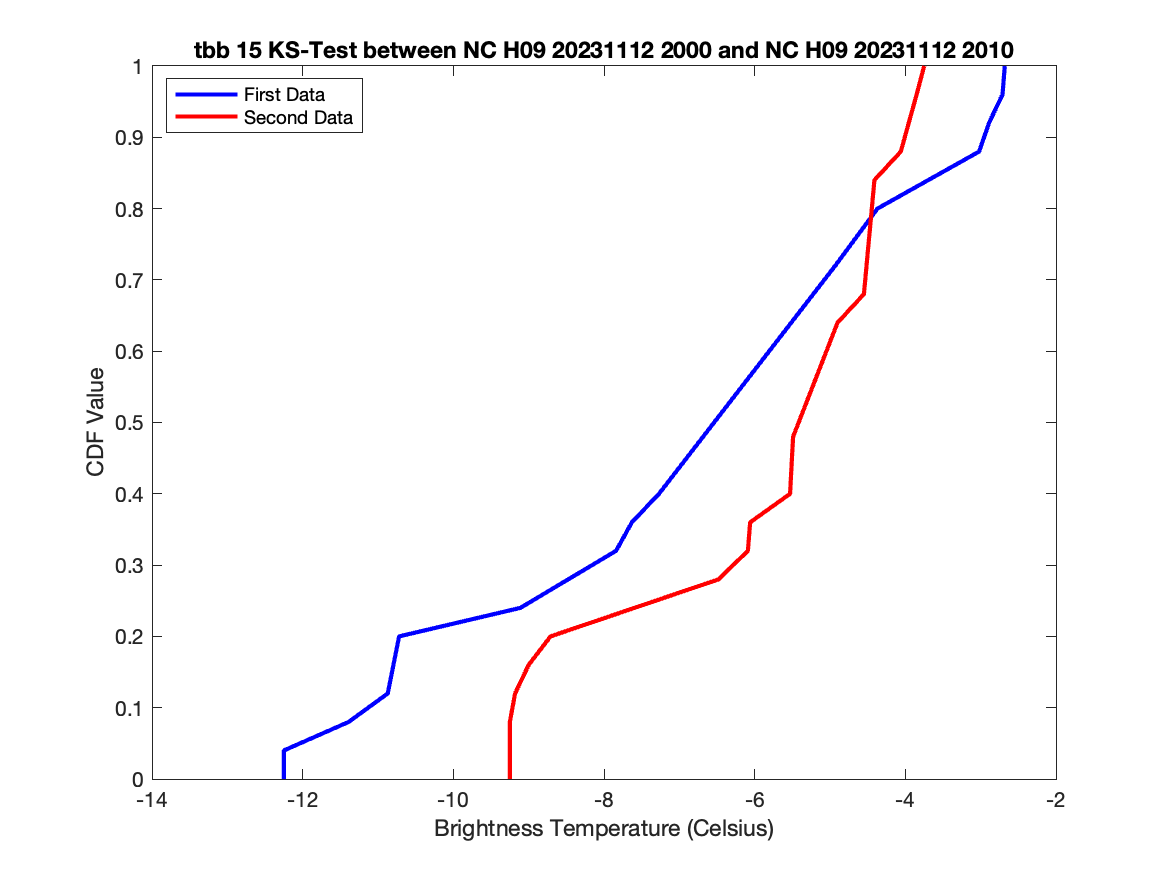 tbb 15 KS-Test between NC H09 20231112 2000 and NC H09 20231112 2010
First Data
Second Data
1
0.9
0.8
0.7
0.6
0.5
0.4
0.3
0.2
0.1
0
CDF Value
-14 -12 -10 -8 -6 -4 -2
Brightness Temperature (Celsius)